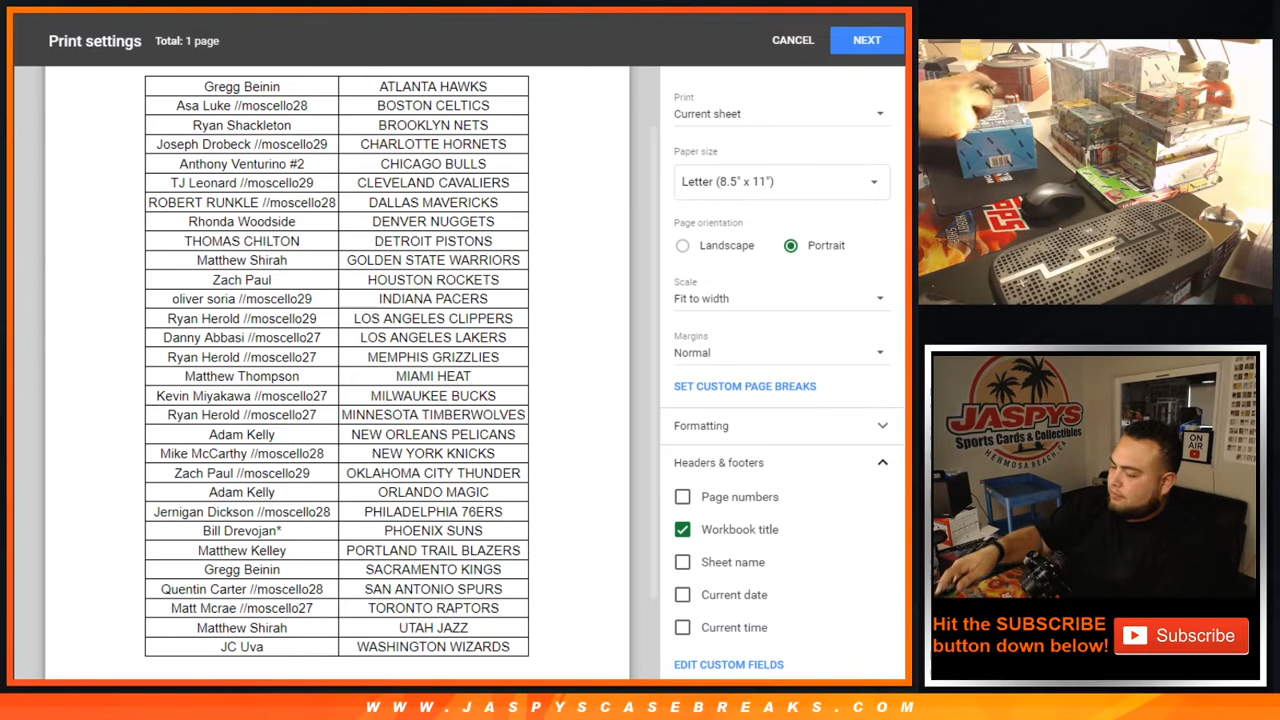 Print settings
Total: 1 page
CANCEL
NEXT
Gregg Beinin ATLANTA HAWKS
Asa Luke //moscello28 BOSTON CELTICS
Ryan Shackleton BROOKLYN NETS
Joseph Drobeck //moscello29 CHARLOTTE HORNETS
Anthony Venturino #2 CHICAGO BULLS
TJ Leonard //moscello29 CLEVELAND CAVALIERS
ROBERT RUNKLE //moscello28 DALLAS MAVERICKS
Rhonda Woodside DENVER NUGGETS
THOMAS CHILTON DETROIT PISTONS
Matthew Shirah GOLDEN STATE WARRIORS
Zach Paul HOUSTON ROCKETS
oliver soria //moscello29 INDIANA PACERS
Ryan Herold //moscello29 LOS ANGELES CLIPPERS
Danny Abbasi //moscello27 LOS ANGELES LAKERS
Ryan Herold //moscello27 MEMPHIS GRIZZLIES
Matthew Thompson MIAMI HEAT
Kevin Miyakawa //moscello27 MILWAUKEE BUCKS
Ryan Herold //moscello27 MINNESOTA TIMBERWOLVES
Adam Kelly NEW ORLEANS PELICANS
Mike McCarthy //moscello28 NEW YORK KNICKS
Zach Paul //moscello29 OKLAHOMA CITY THUNDER
Adam Kelly ORLANDO MAGIC
Jernigan Dickson //moscello28 PHILADELPHIA 76ERS
Bill Drevojan* PHOENIX SUNS
Matthew Kelley PORTLAND TRAIL BLAZERS
Gregg Beinin SACRAMENTO KINGS
Quentin Carter //moscello28 SAN ANTONIO SPURS
Matt Mcrae //moscello27 TORONTO RAPTORS
Matthew Shirah UTAH JAZZ
JC Uva WASHINGTON WIZARDS
Print
Current sheet
Paper size
Letter (8.5" x 11")
Page orientation
Landscape
Portrait
Scale
Fit to width
Margins
Normal
SET CUSTOM PAGE BREAKS
Formatting
Headers & footers
Page numbers
Workbook title
Sheet name
Current date
Current time
EDIT CUSTOM FIELDS
JASPYS
Sports Cards & Collectibles
HERMOSA BEACH, CA
ON
AIR
Hit the SUBSCRIBE
button down below!
Subscribe
WWW.JASPYSCASEBREAKS.COM